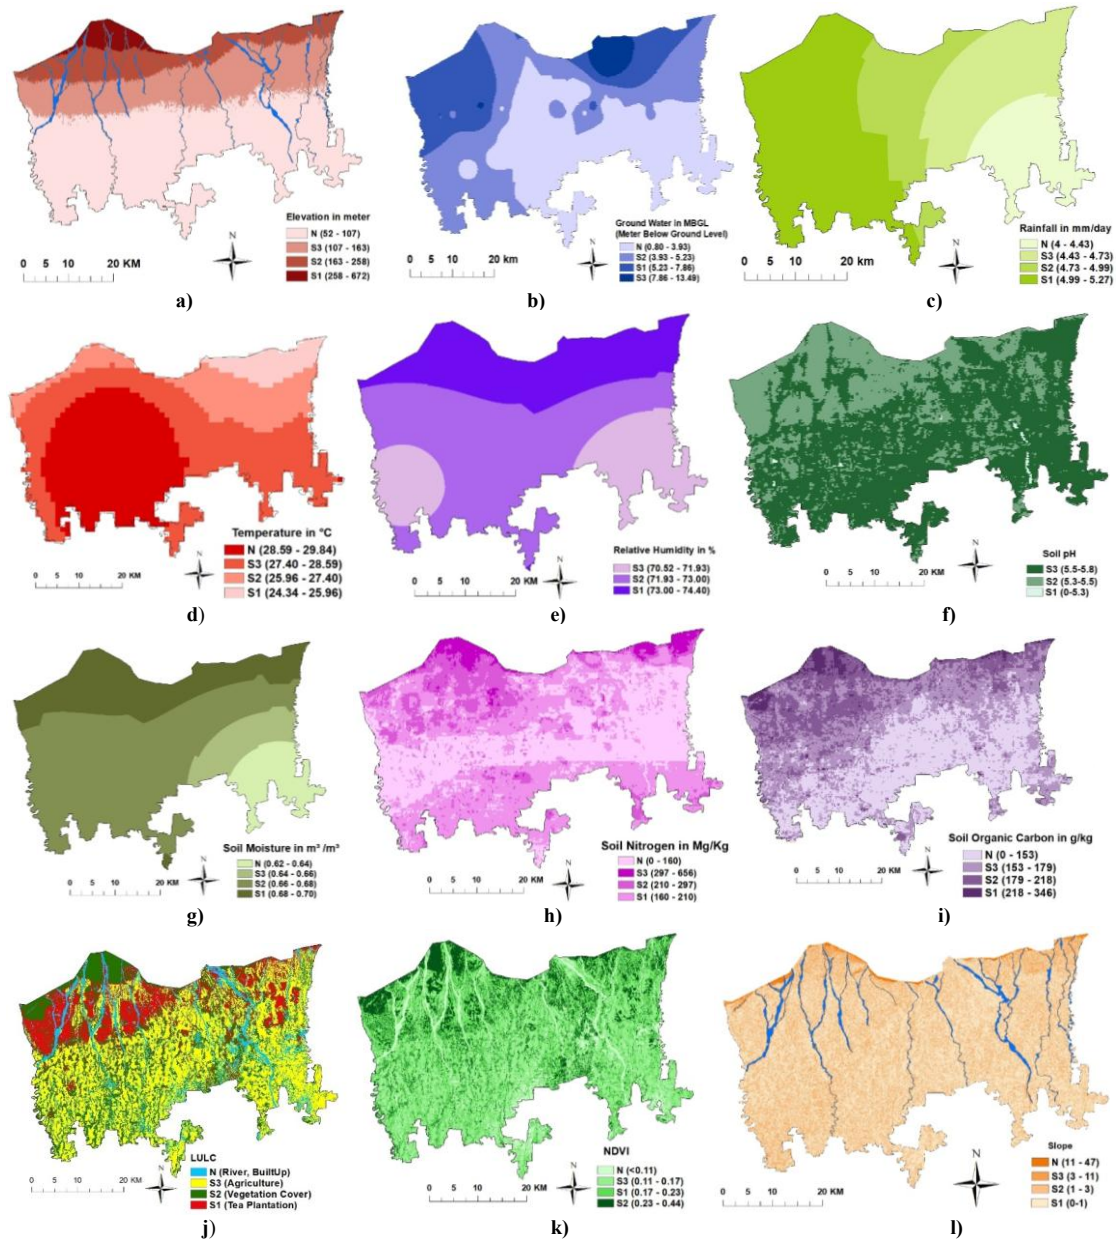 N
Elevation in meter
N (52 - 107)
S3 (107 - 163)
S2 (163 - 258)
S1 (258 - 672)
0 5 10 20 KM
a)
N
Ground Water in MBGL
(Meter Below Ground Level)
N (0.80 - 3.93)
S2 (3.93 - 5.23)
S1 (5.23 - 7.86)
S3 (7.86 - 13.49)
0 5 10 20 km
b)
N
Rainfall in mm/day
N (4 - 4.43)
S3 (4.43 - 4.73)
S2 (4.73 - 4.99)
S1 (4.99 - 5.27)
0 5 10 20 km
c)
N
Temperature in °C
N (28.59 - 29.84)
S3 (27.40 - 28.59)
S2 (25.96 - 27.40)
S1 (24.34 - 25.96)
0 5 10 20 KM
d)
N
Relative Humidity in %
S3 (70.52 - 71.93)
S2 (71.93 - 73.00)
S1 (73.00 - 74.40)
0 5 10 20 KM
e)
N
Soil pH
S3 (5.5-5.8)
S2 (5.3-5.5)
S1 (0-5.3)
0 5 10 20 KM
f)
N
Soil Moisture in m³ /m³
N (0.62 - 0.64)
S3 (0.64 - 0.66)
S2 (0.66 - 0.68)
S1 (0.68 - 0.70)
0 5 10 20 KM
g)
N
Soil Nitrogen in Mg/Kg
N (0 - 160)
S3 (297 - 656)
S2 (210 - 297)
S1 (160 - 210)
0 5 10 20 KM
h)
N
Soil Organic Carbon in g/kg
N (0 - 153)
S3 (153 - 179)
S2 (179 - 218)
S1 (218 - 346)
0 5 10 20 KM
i)
N
LULC
N (River, BuiltUp)
S3 (Agriculture)
S2 (Vegetation Cover)
S1 (Tea Plantation)
0 5 10 20 KM
j)
N
NDVI
N (<0.11)
S3 (0.11 - 0.17)
S1 (0.17 - 0.23)
S2 (0.23 - 0.44)
0 5 10 20 KM
k)
N
Slope
N (11 - 47)
S3 (3 - 11)
S2 (1 - 3)
S1 (0-1)
0 5 10 20 KM
l)